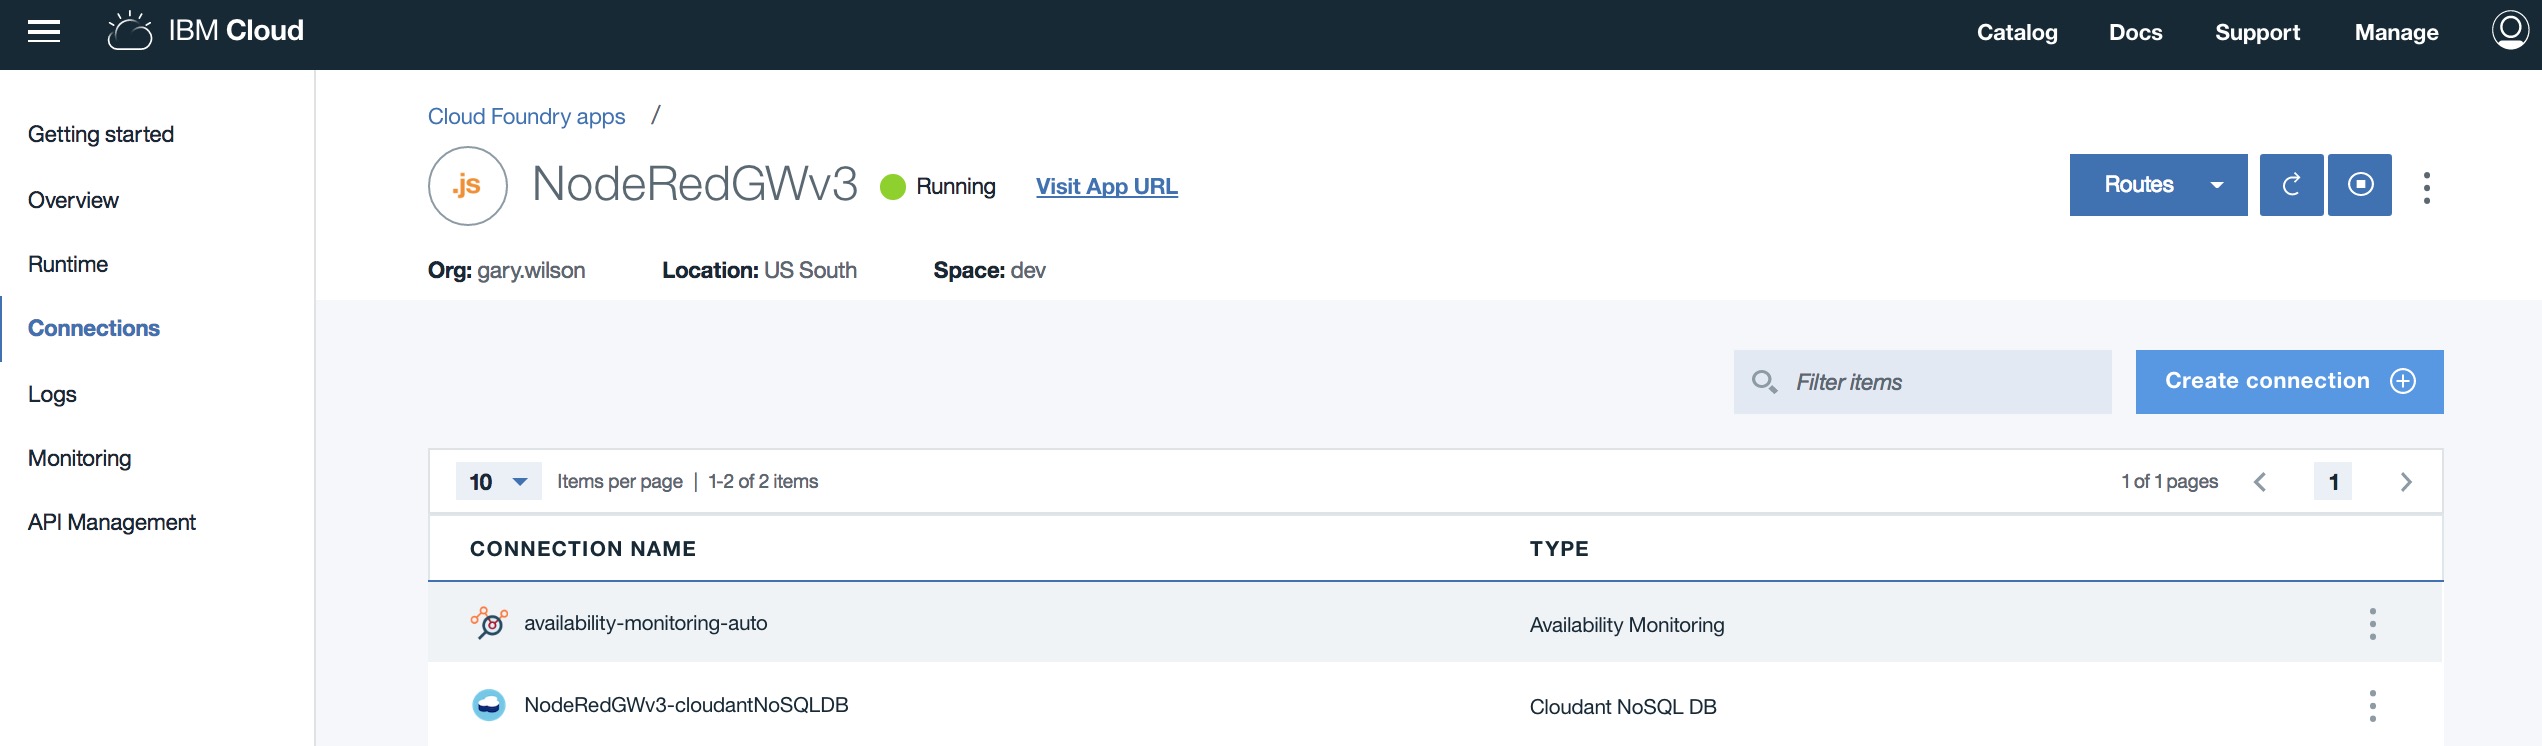 IBM Cloud
Catalog Docs Support Manage
Getting started
Overview
Runtime
Connections
Logs
Monitoring
API Management
Cloud Foundry apps /
.js NodeRedGWv3 Running Visit App URL
Routes
Org: gary.wilson Location: US South Space: dev
Filter items
Create connection
10 Items per page | 1-2 of 2 items
1 of 1 pages < 1 >
CONNECTION NAME TYPE
availability-monitoring-auto Availability Monitoring
NodeRedGWv3-cloudantNoSQLDB Cloudant NoSQL DB